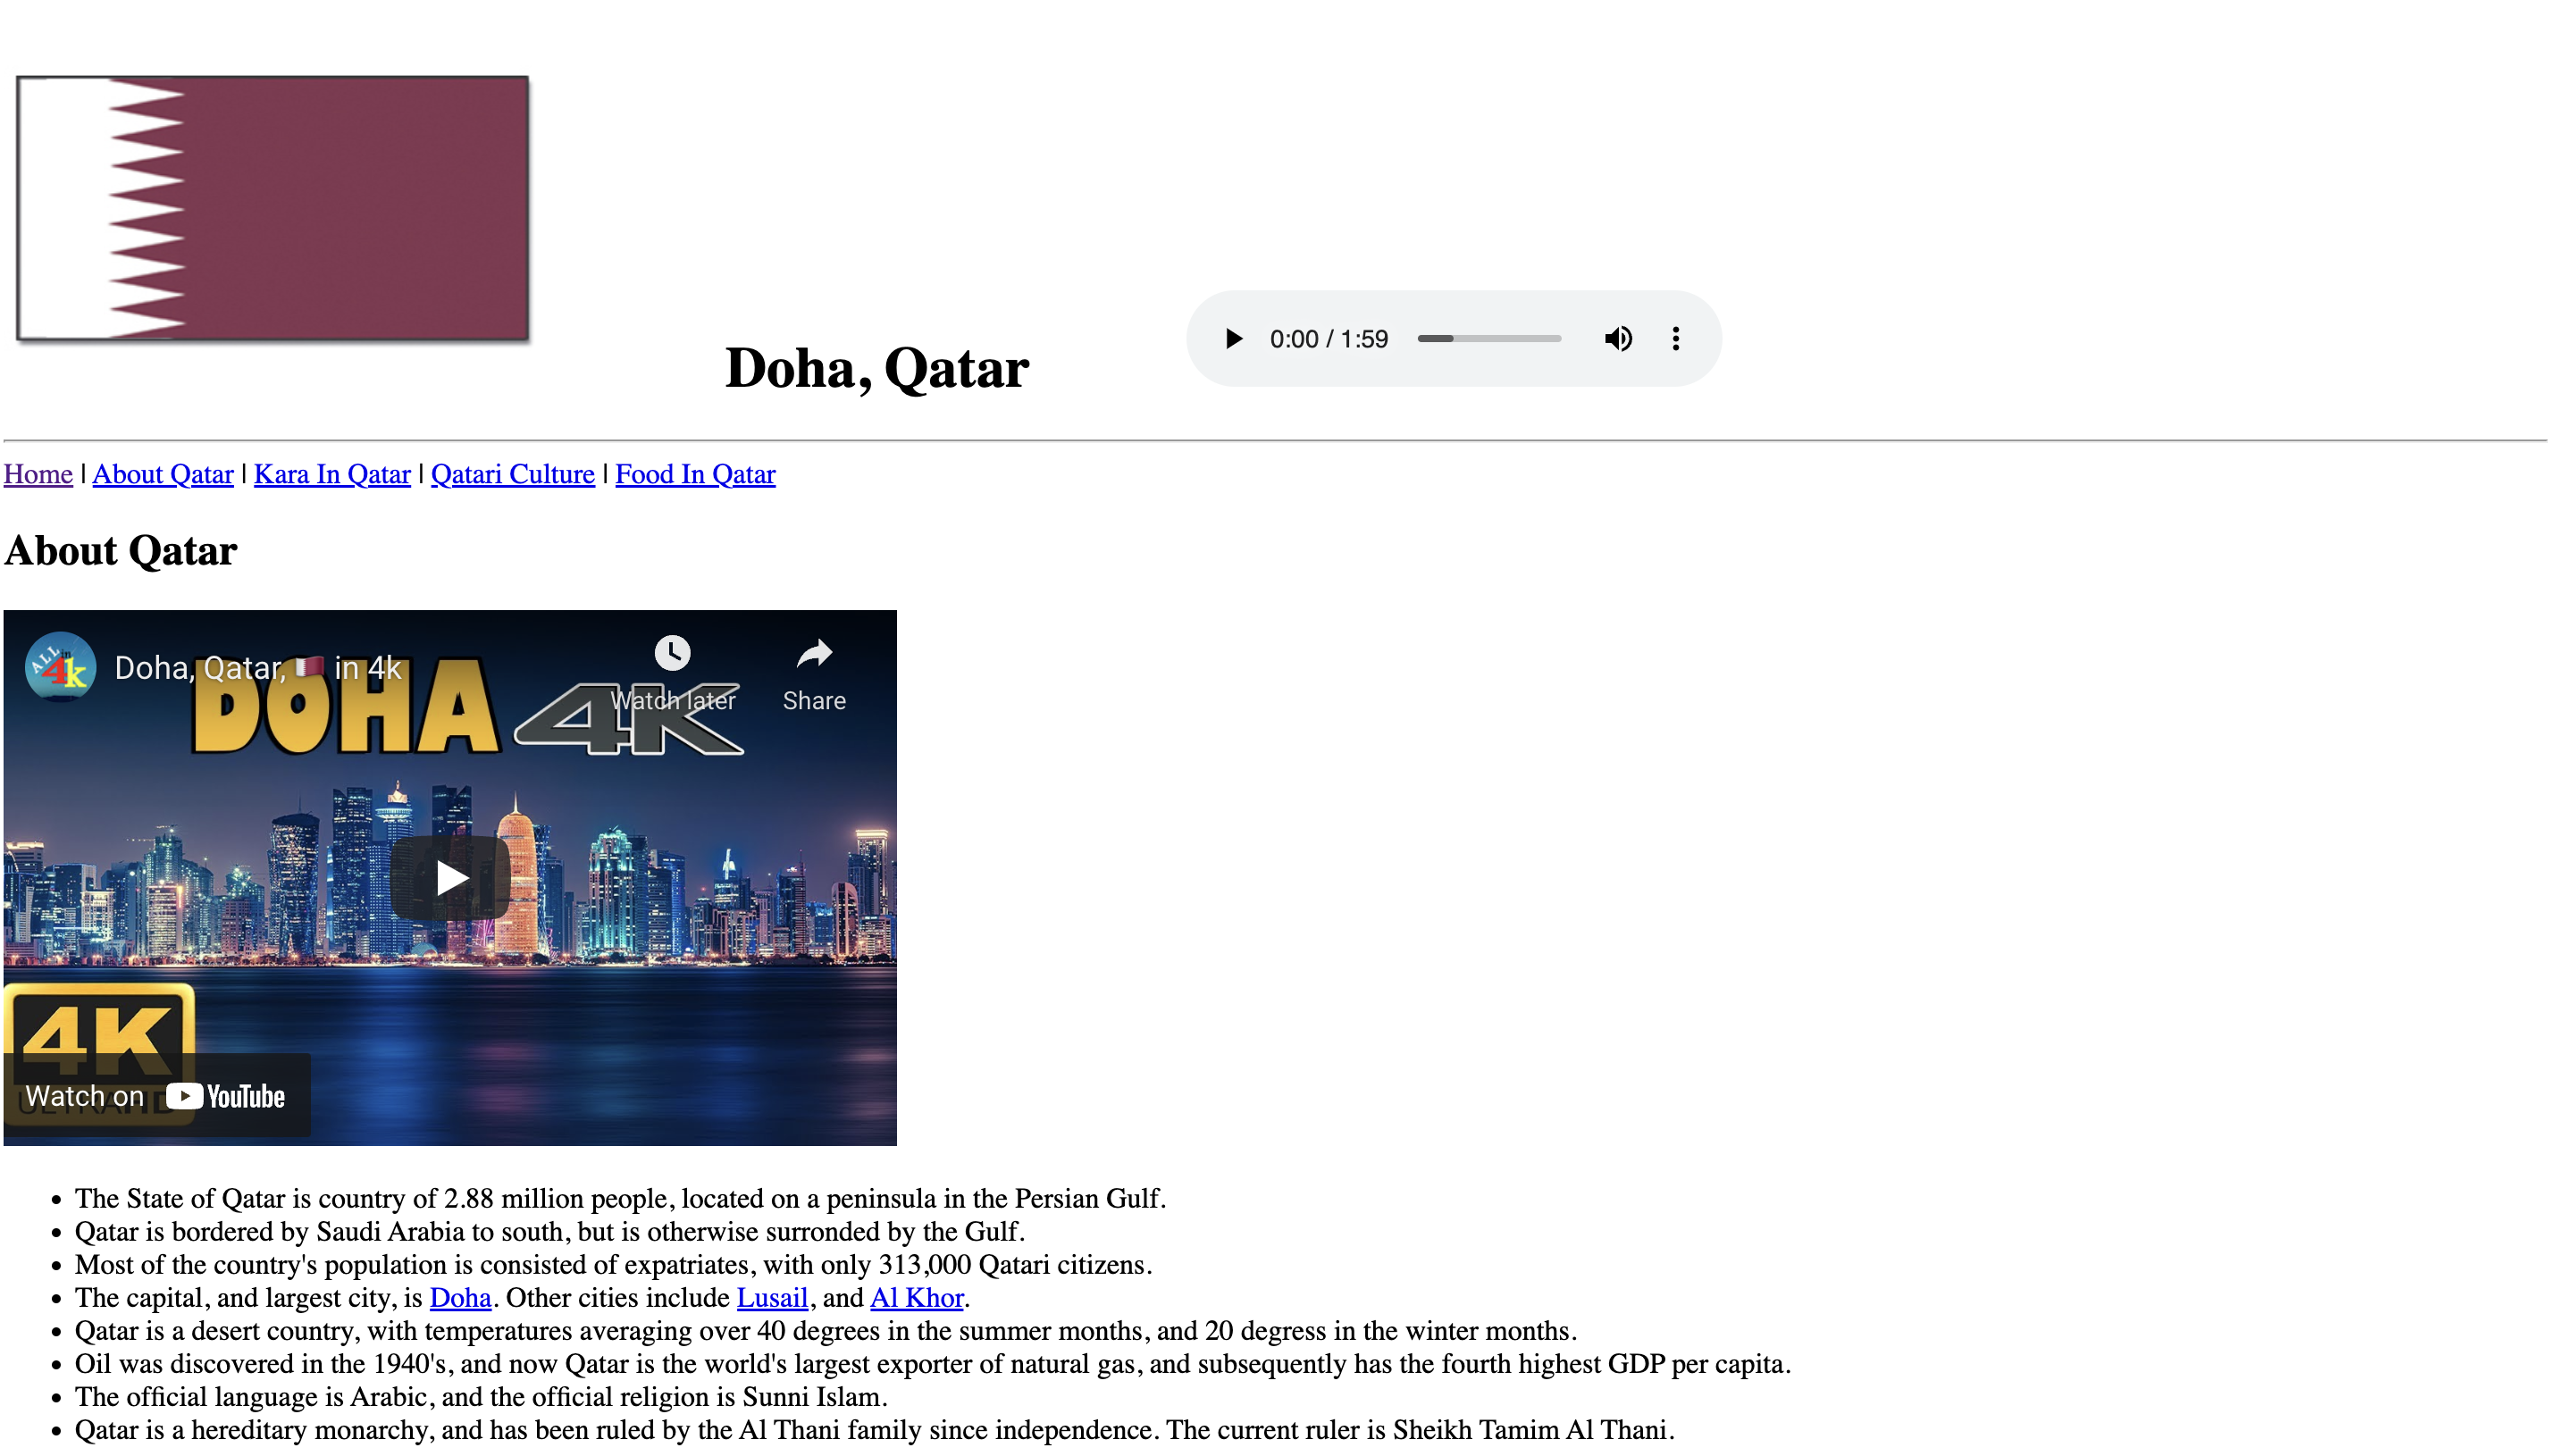 Doha, Qatar
0:00 / 1:59
Home | About Qatar | Kara In Qatar | Qatari Culture | Food In Qatar
About Qatar
ALL in 4k
Doha, Qatar, 🇶🇦 in 4k
Watch later
Share
DOHA 4K
4K
ULTRA HD
Watch on YouTube
• The State of Qatar is country of 2.88 million people, located on a peninsula in the Persian Gulf.
• Qatar is bordered by Saudi Arabia to south, but is otherwise surronded by the Gulf.
• Most of the country's population is consisted of expatriates, with only 313,000 Qatari citizens.
• The capital, and largest city, is Doha. Other cities include Lusail, and Al Khor.
• Qatar is a desert country, with temperatures averaging over 40 degrees in the summer months, and 20 degress in the winter months.
• Oil was discovered in the 1940's, and now Qatar is the world's largest exporter of natural gas, and subsequently has the fourth highest GDP per capita.
• The official language is Arabic, and the official religion is Sunni Islam.
• Qatar is a hereditary monarchy, and has been ruled by the Al Thani family since independence. The current ruler is Sheikh Tamim Al Thani.